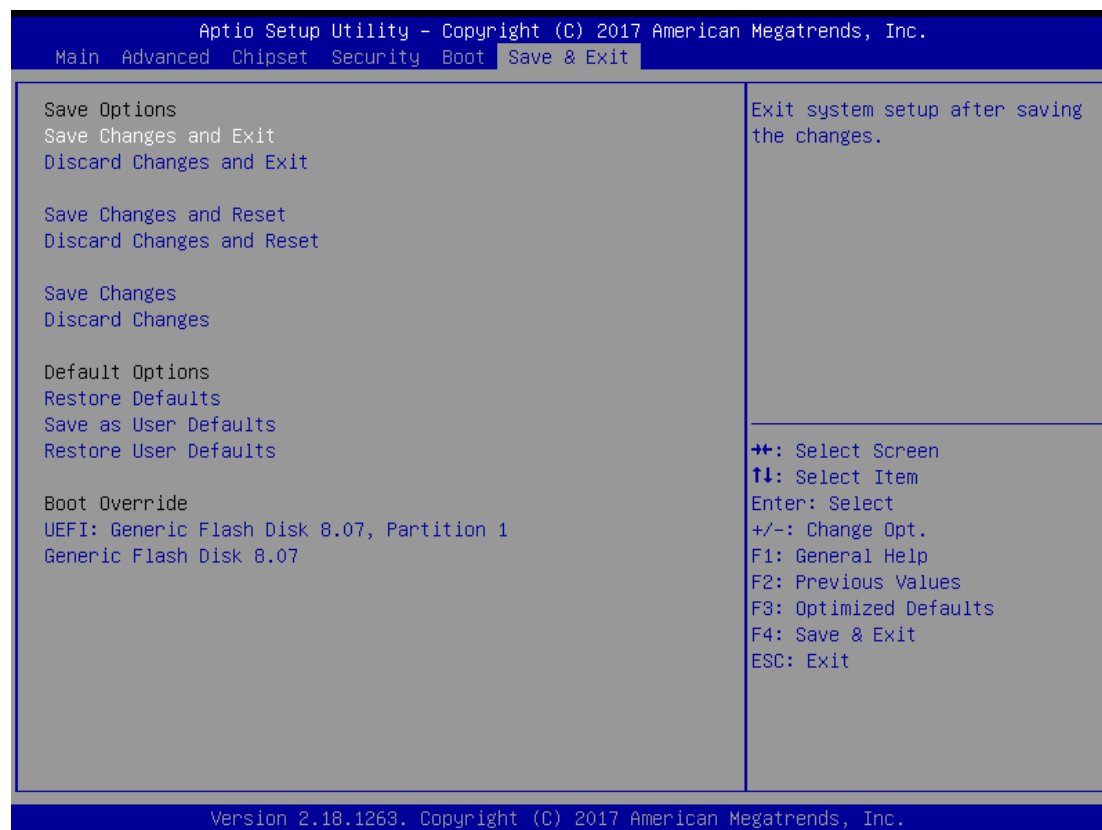 Aptio Setup Utility – Copyright (C) 2017 American Megatrends, Inc.
Main Advanced Chipset Security Boot Save & Exit
Save Options
Save Changes and Exit
Discard Changes and Exit
Save Changes and Reset
Discard Changes and Reset
Save Changes
Discard Changes
Default Options
Restore Defaults
Save as User Defaults
Restore User Defaults
Boot Override
UEFI: Generic Flash Disk 8.07, Partition 1
Generic Flash Disk 8.07
Exit system setup after saving
the changes.
→←: Select Screen
↑↓: Select Item
Enter: Select
+/-: Change Opt.
F1: General Help
F2: Previous Values
F3: Optimized Defaults
F4: Save & Exit
ESC: Exit
Version 2.18.1263. Copyright (C) 2017 American Megatrends, Inc.